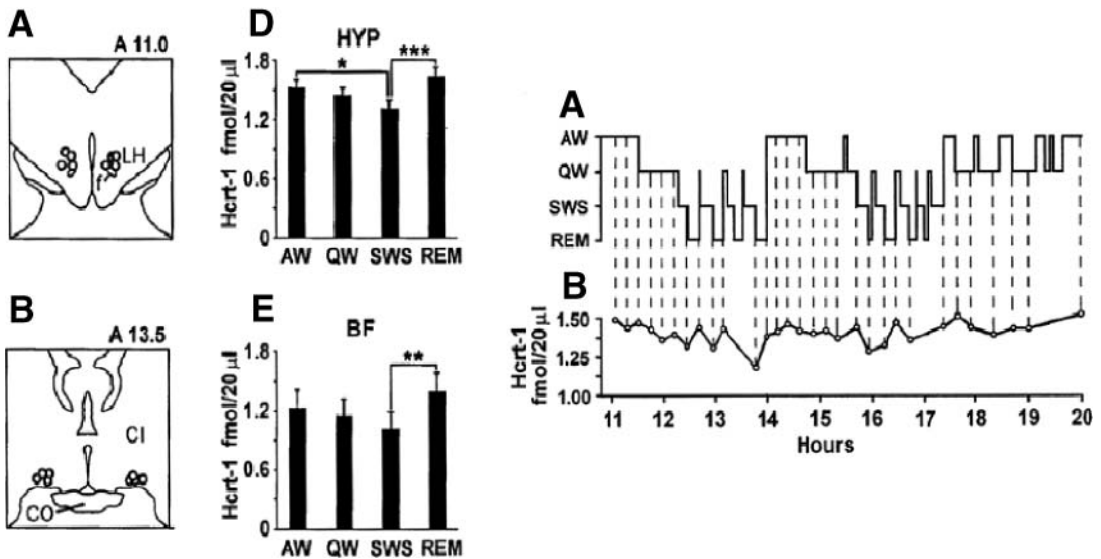 A
A 11.0
LH
f
B
A 13.5
CI
CO
D
HYP
***
*
Hcrt-1 fmol/20 µl
1.8
1.2
0.6
0
AW QW SWS REM
E
BF
**
Hcrt-1 fmol/20 µl
1.8
1.2
0.6
0
AW QW SWS REM
A
AW
QW
SWS
REM
B
Hcrt-1
fmol/20µl
1.50
1.25
1.00
11 12 13 14 15 16 17 18 19 20
Hours